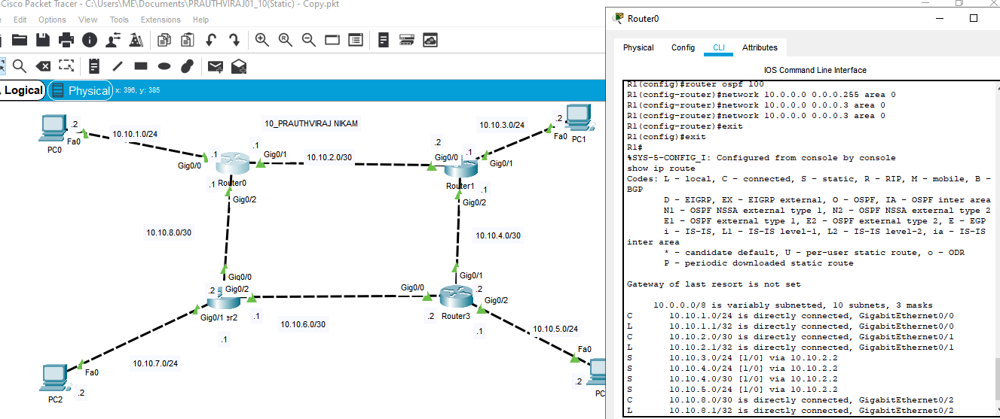 Cisco Packet Tracer - C:\Users\ME\Documents\PRAUTHVIRAJ01_10(Static) - Copy.pkt
Edit Options View Tools Extensions Help
Logical Physical x: 396, y: 385
10_PRAUTHVIRAJ NIKAM
.2
Fa0
PC0
10.10.1.0/24
Gig0/0
.1
.1
Gig0/1
Router0
.1
Gig0/2
10.10.2.0/30
.2
Gig0/0
.1
Gig0/1
Router1
.1
Gig0/2
10.10.3.0/24
.2
Fa0
PC1
10.10.8.0/30
10.10.4.0/30
Gig0/0
.2
Gig0/2
Gig0/1
er2
.1
.1
10.10.6.0/30
Gig0/1
Gig0/0
.2
.2
Gig0/2
Router3
.1
10.10.7.0/24
Fa0
.2
PC2
10.10.5.0/24
Fa0
.2
Router0
Physical Config CLI Attributes
IOS Command Line Interface
R1(config)#router ospf 100
R1(config-router)#network 10.0.0.0 0.0.0.255 area 0
R1(config-router)#network 10.0.0.0 0.0.0.3 area 0
R1(config-router)#network 10.0.0.0 0.0.0.3 area 0
R1(config-router)#exit
R1(config)#exit
R1#
%SYS-5-CONFIG_I: Configured from console by console
show ip route
Codes: L - local, C - connected, S - static, R - RIP, M - mobile, B -
BGP
D - EIGRP, EX - EIGRP external, O - OSPF, IA - OSPF inter area
N1 - OSPF NSSA external type 1, N2 - OSPF NSSA external type 2
E1 - OSPF external type 1, E2 - OSPF external type 2, E - EGP
i - IS-IS, L1 - IS-IS level-1, L2 - IS-IS level-2, ia - IS-IS
inter area
* - candidate default, U - per-user static route, o - ODR
P - periodic downloaded static route
Gateway of last resort is not set
10.0.0.0/8 is variably subnetted, 10 subnets, 3 masks
C 10.10.1.0/24 is directly connected, GigabitEthernet0/0
L 10.10.1.1/32 is directly connected, GigabitEthernet0/0
C 10.10.2.0/30 is directly connected, GigabitEthernet0/1
L 10.10.2.1/32 is directly connected, GigabitEthernet0/1
S 10.10.3.0/24 [1/0] via 10.10.2.2
S 10.10.4.0/24 [1/0] via 10.10.2.2
S 10.10.4.0/30 [1/0] via 10.10.2.2
S 10.10.5.0/24 [1/0] via 10.10.2.2
C 10.10.8.0/30 is directly connected, GigabitEthernet0/2
L 10.10.8.1/32 is directly connected, GigabitEthernet0/2